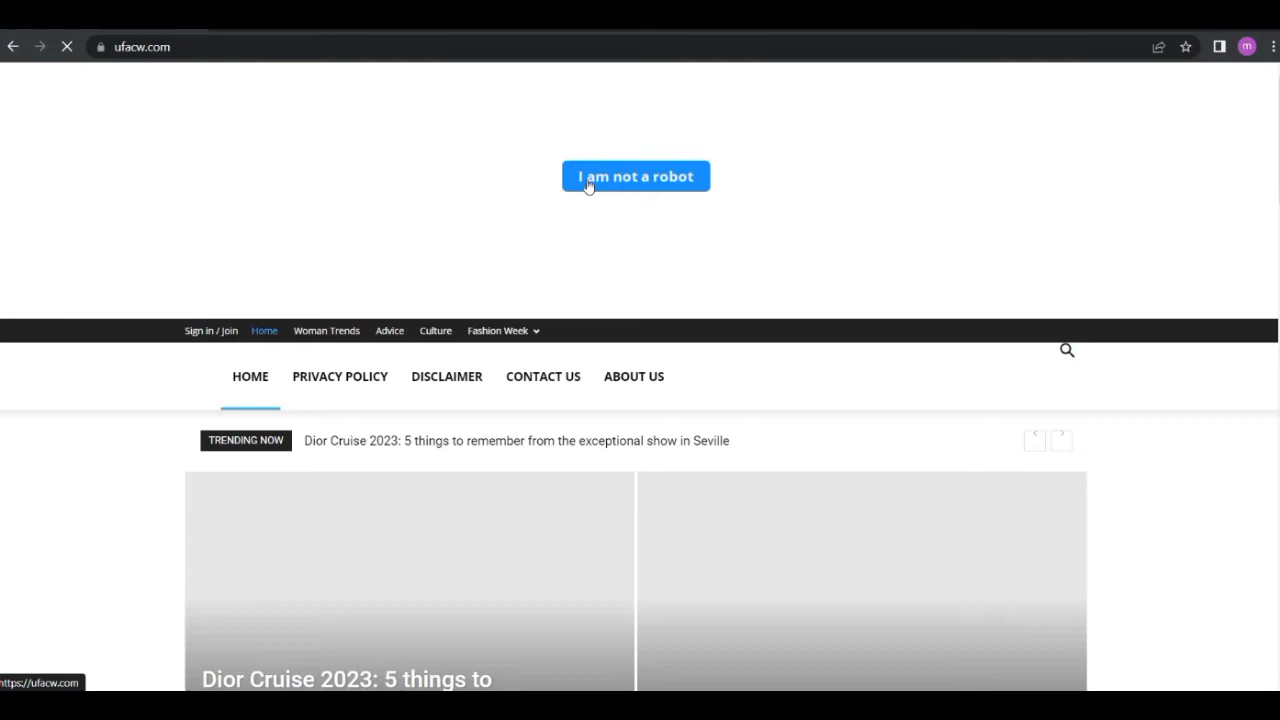 ufacw.com
m
I am not a robot
Sign in / Join Home Woman Trends Advice Culture Fashion Week
HOME PRIVACY POLICY DISCLAIMER CONTACT US ABOUT US
TRENDING NOW Dior Cruise 2023: 5 things to remember from the exceptional show in Seville
Dior Cruise 2023: 5 things to
https://ufacw.com